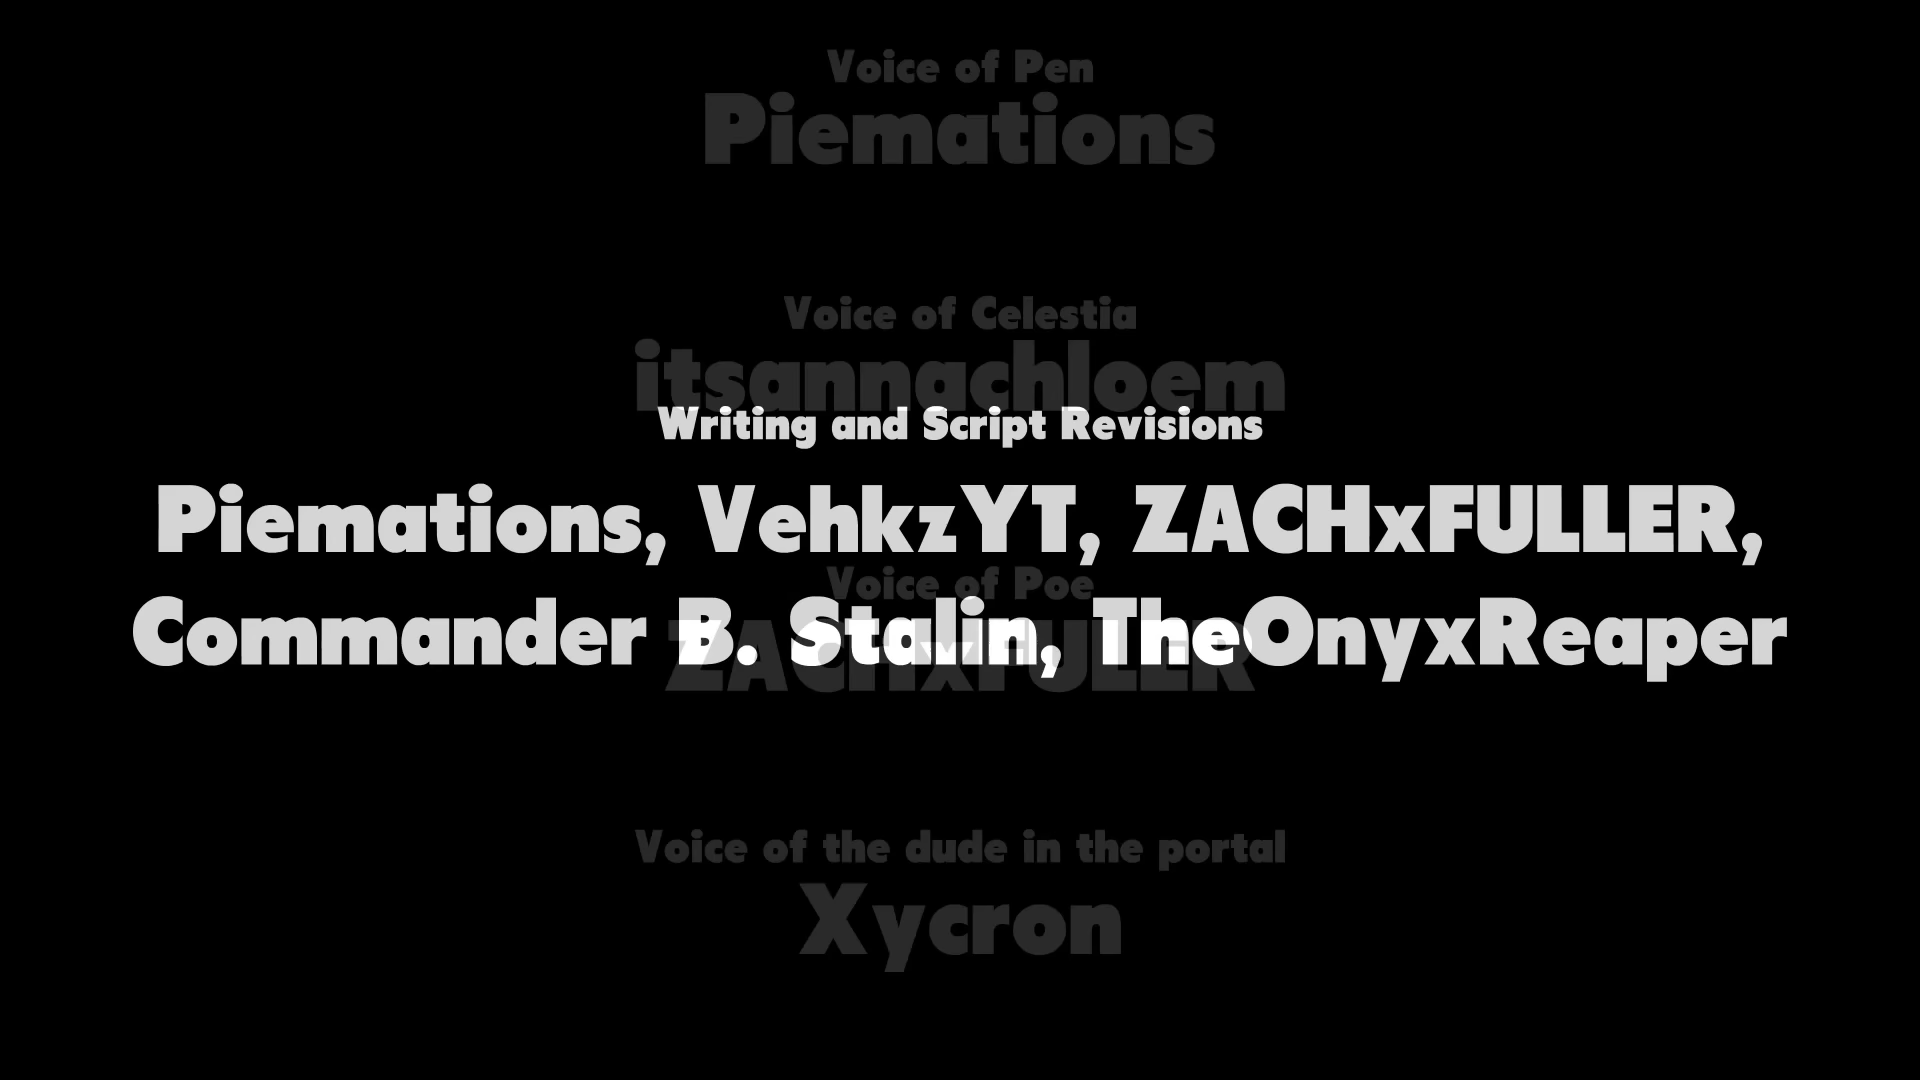 Voice of Pen
Piemations
Voice of Celestia
itsannachloem
Writing and Script Revisions
Piemations, VehkzYT, ZACHxFULLER,
Commander B. Stalin, TheOnyxReaper
Voice of Poe
ZACHxFULLER
Voice of the dude in the portal
Xycron